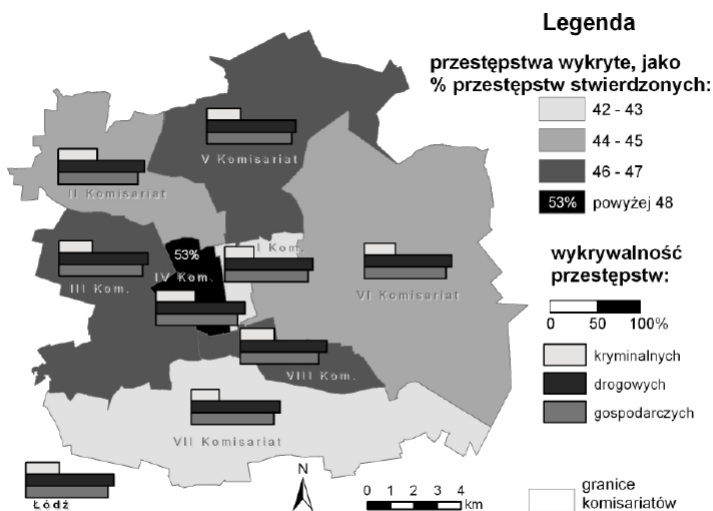 Legenda
przestępstwa wykryte, jako
% przestępstw stwierdzonych:
42 - 43
44 - 45
46 - 47
53% powyżej 48
wykrywalność
przestępstw:
0 50 100%
kryminalnych
drogowych
gospodarczych
granice
komisariatów
V Komisariat
II Komisariat
53%
I Kom.
IV Kom.
III Kom.
VI Komisariat
VIII Kom.
VII Komisariat
Łódź
N
0 1 2 3 4
km